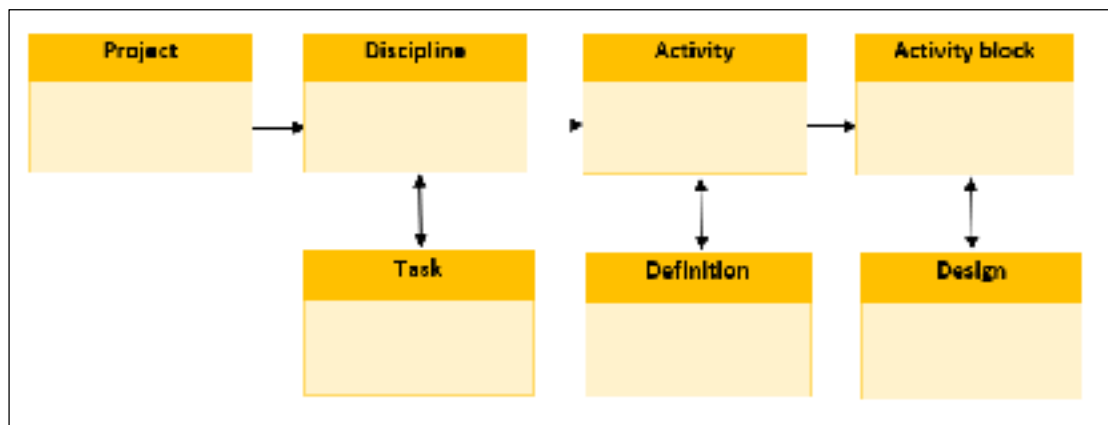 Project
Discipline
Activity
Activity block
Task
Definition
Design